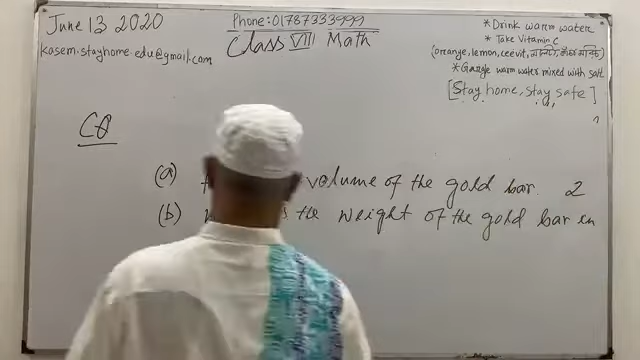 June 13 2020
Phone: 01787333999
kasem.stayhome.edu@gmail.com
Class VIII Math
* Drink warm water
* Take Vitamin C
(orange, lemon, ceevit,
* Gargle warm water mixed with salt
[Stay home, stay safe]
CQ
(a) volume of the gold bar. 2
(b) the weight of the gold bar in